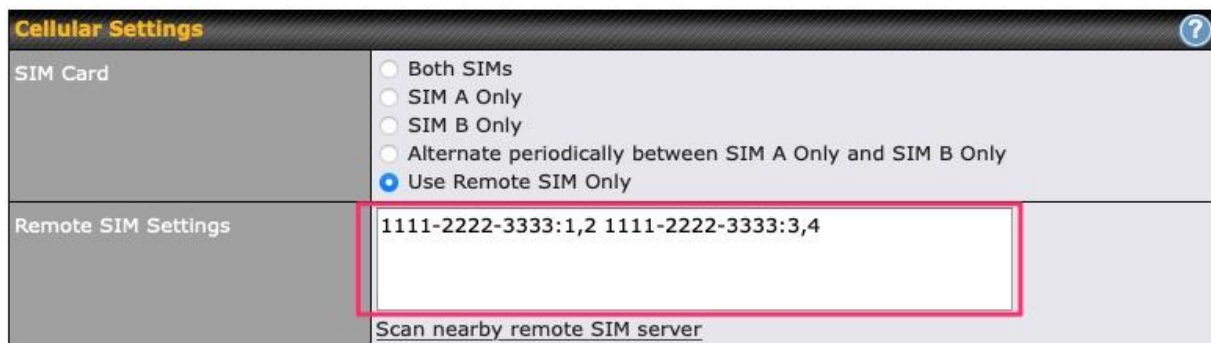 Cellular Settings
?
SIM Card
Both SIMs
SIM A Only
SIM B Only
Alternate periodically between SIM A Only and SIM B Only
Use Remote SIM Only
Remote SIM Settings
1111-2222-3333:1,2 1111-2222-3333:3,4
Scan nearby remote SIM server